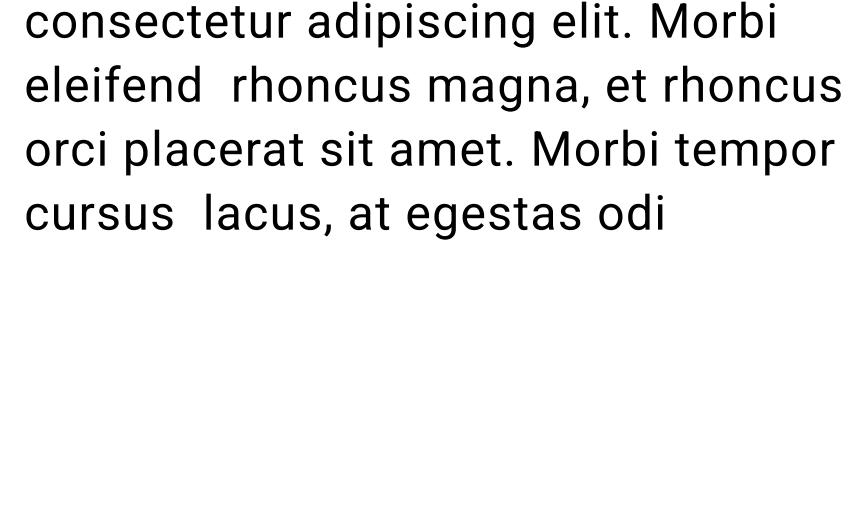 consectetur adipiscing elit. Morbi
eleifend  rhoncus magna, et rhoncus
orci placerat sit amet. Morbi tempor
cursus  lacus, at egestas odi